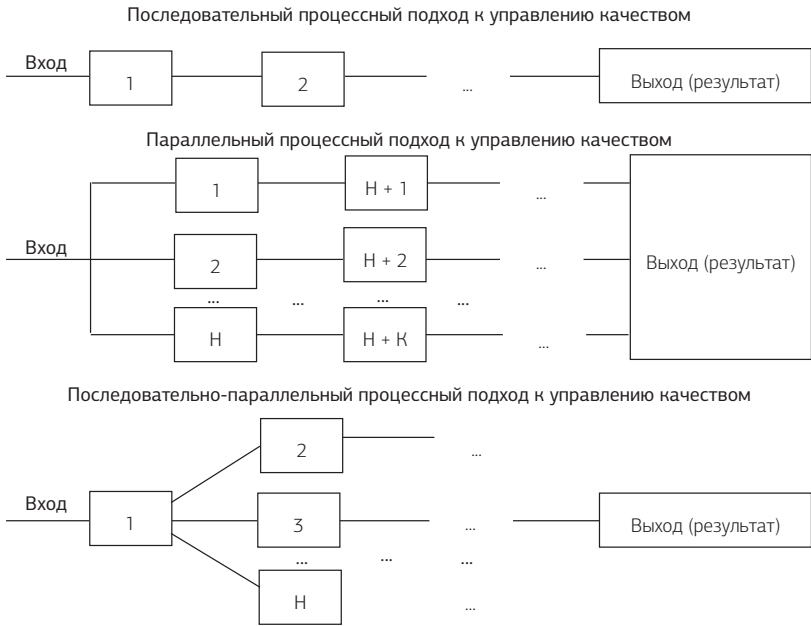 Последовательный процессный подход к управлению качеством
Вход 1 2 ... Выход (результат)
Параллельный процессный подход к управлению качеством
1 Н + 1 ...
Вход 2 Н + 2 ... Выход (результат)
... ... ... ...
Н Н + К ...
Последовательно-параллельный процессный подход к управлению качеством
2 ...
Вход 1 3 ... Выход (результат)
... ... ...
Н ...